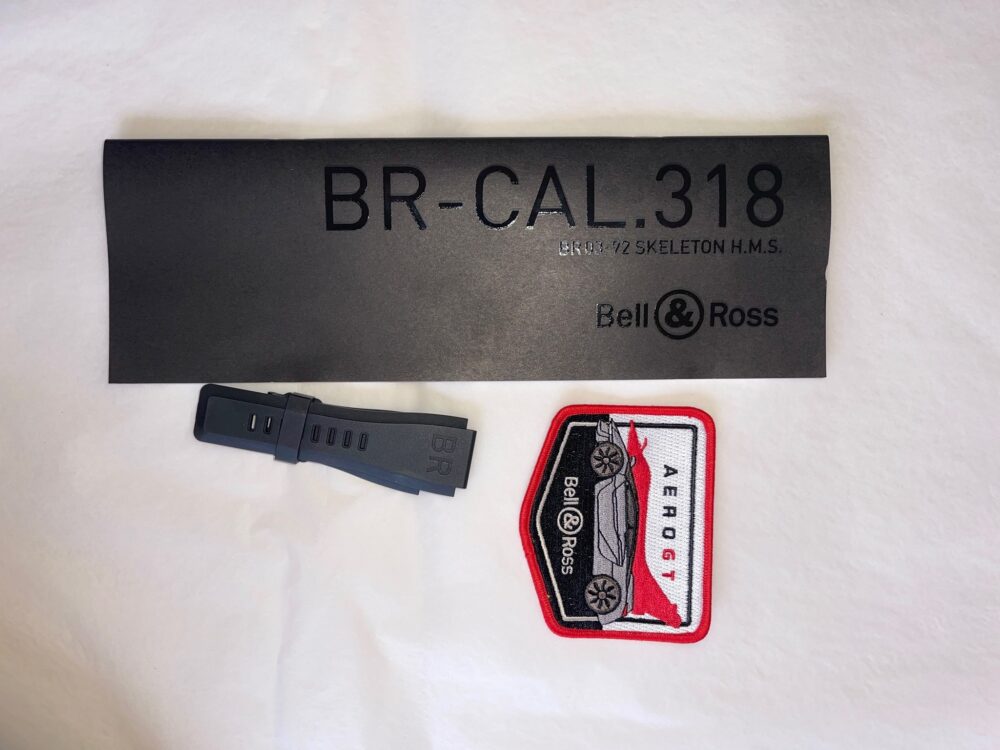 BR-CAL.318
BR 03-92 SKELETON H.M.S.
Bell & Ross
BR
AERO GT
Bell & Ross